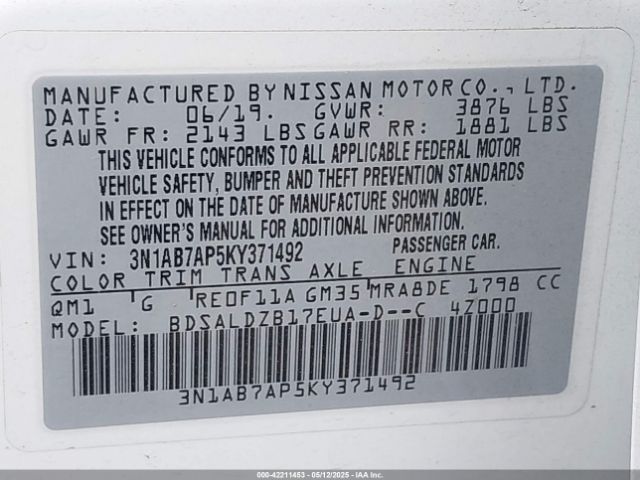 MANUFACTURED BY NISSAN MOTOR CO., LTD.
DATE: 06/19. GVWR: 3876 LBS
GAWR FR: 2143 LBS GAWR RR: 1881 LBS
THIS VEHICLE CONFORMS TO ALL APPLICABLE FEDERAL MOTOR
VEHICLE SAFETY, BUMPER AND THEFT PREVENTION STANDARDS
IN EFFECT ON THE DATE OF MANUFACTURE SHOWN ABOVE.
SEE OWNER'S MANUAL FOR ADDITIONAL INFORMATION.
VIN: 3N1AB7AP5KY371492 PASSENGER CAR.
COLOR TRIM TRANS AXLE ENGINE
QM1 G RE0F11A GM35 MRA8DE 1798 CC
MODEL: BDSALDZB17EUA-D--C 4Z000
3N1AB7AP5KY371492
000-42211453 - 05/12/2025 - IAAI.com